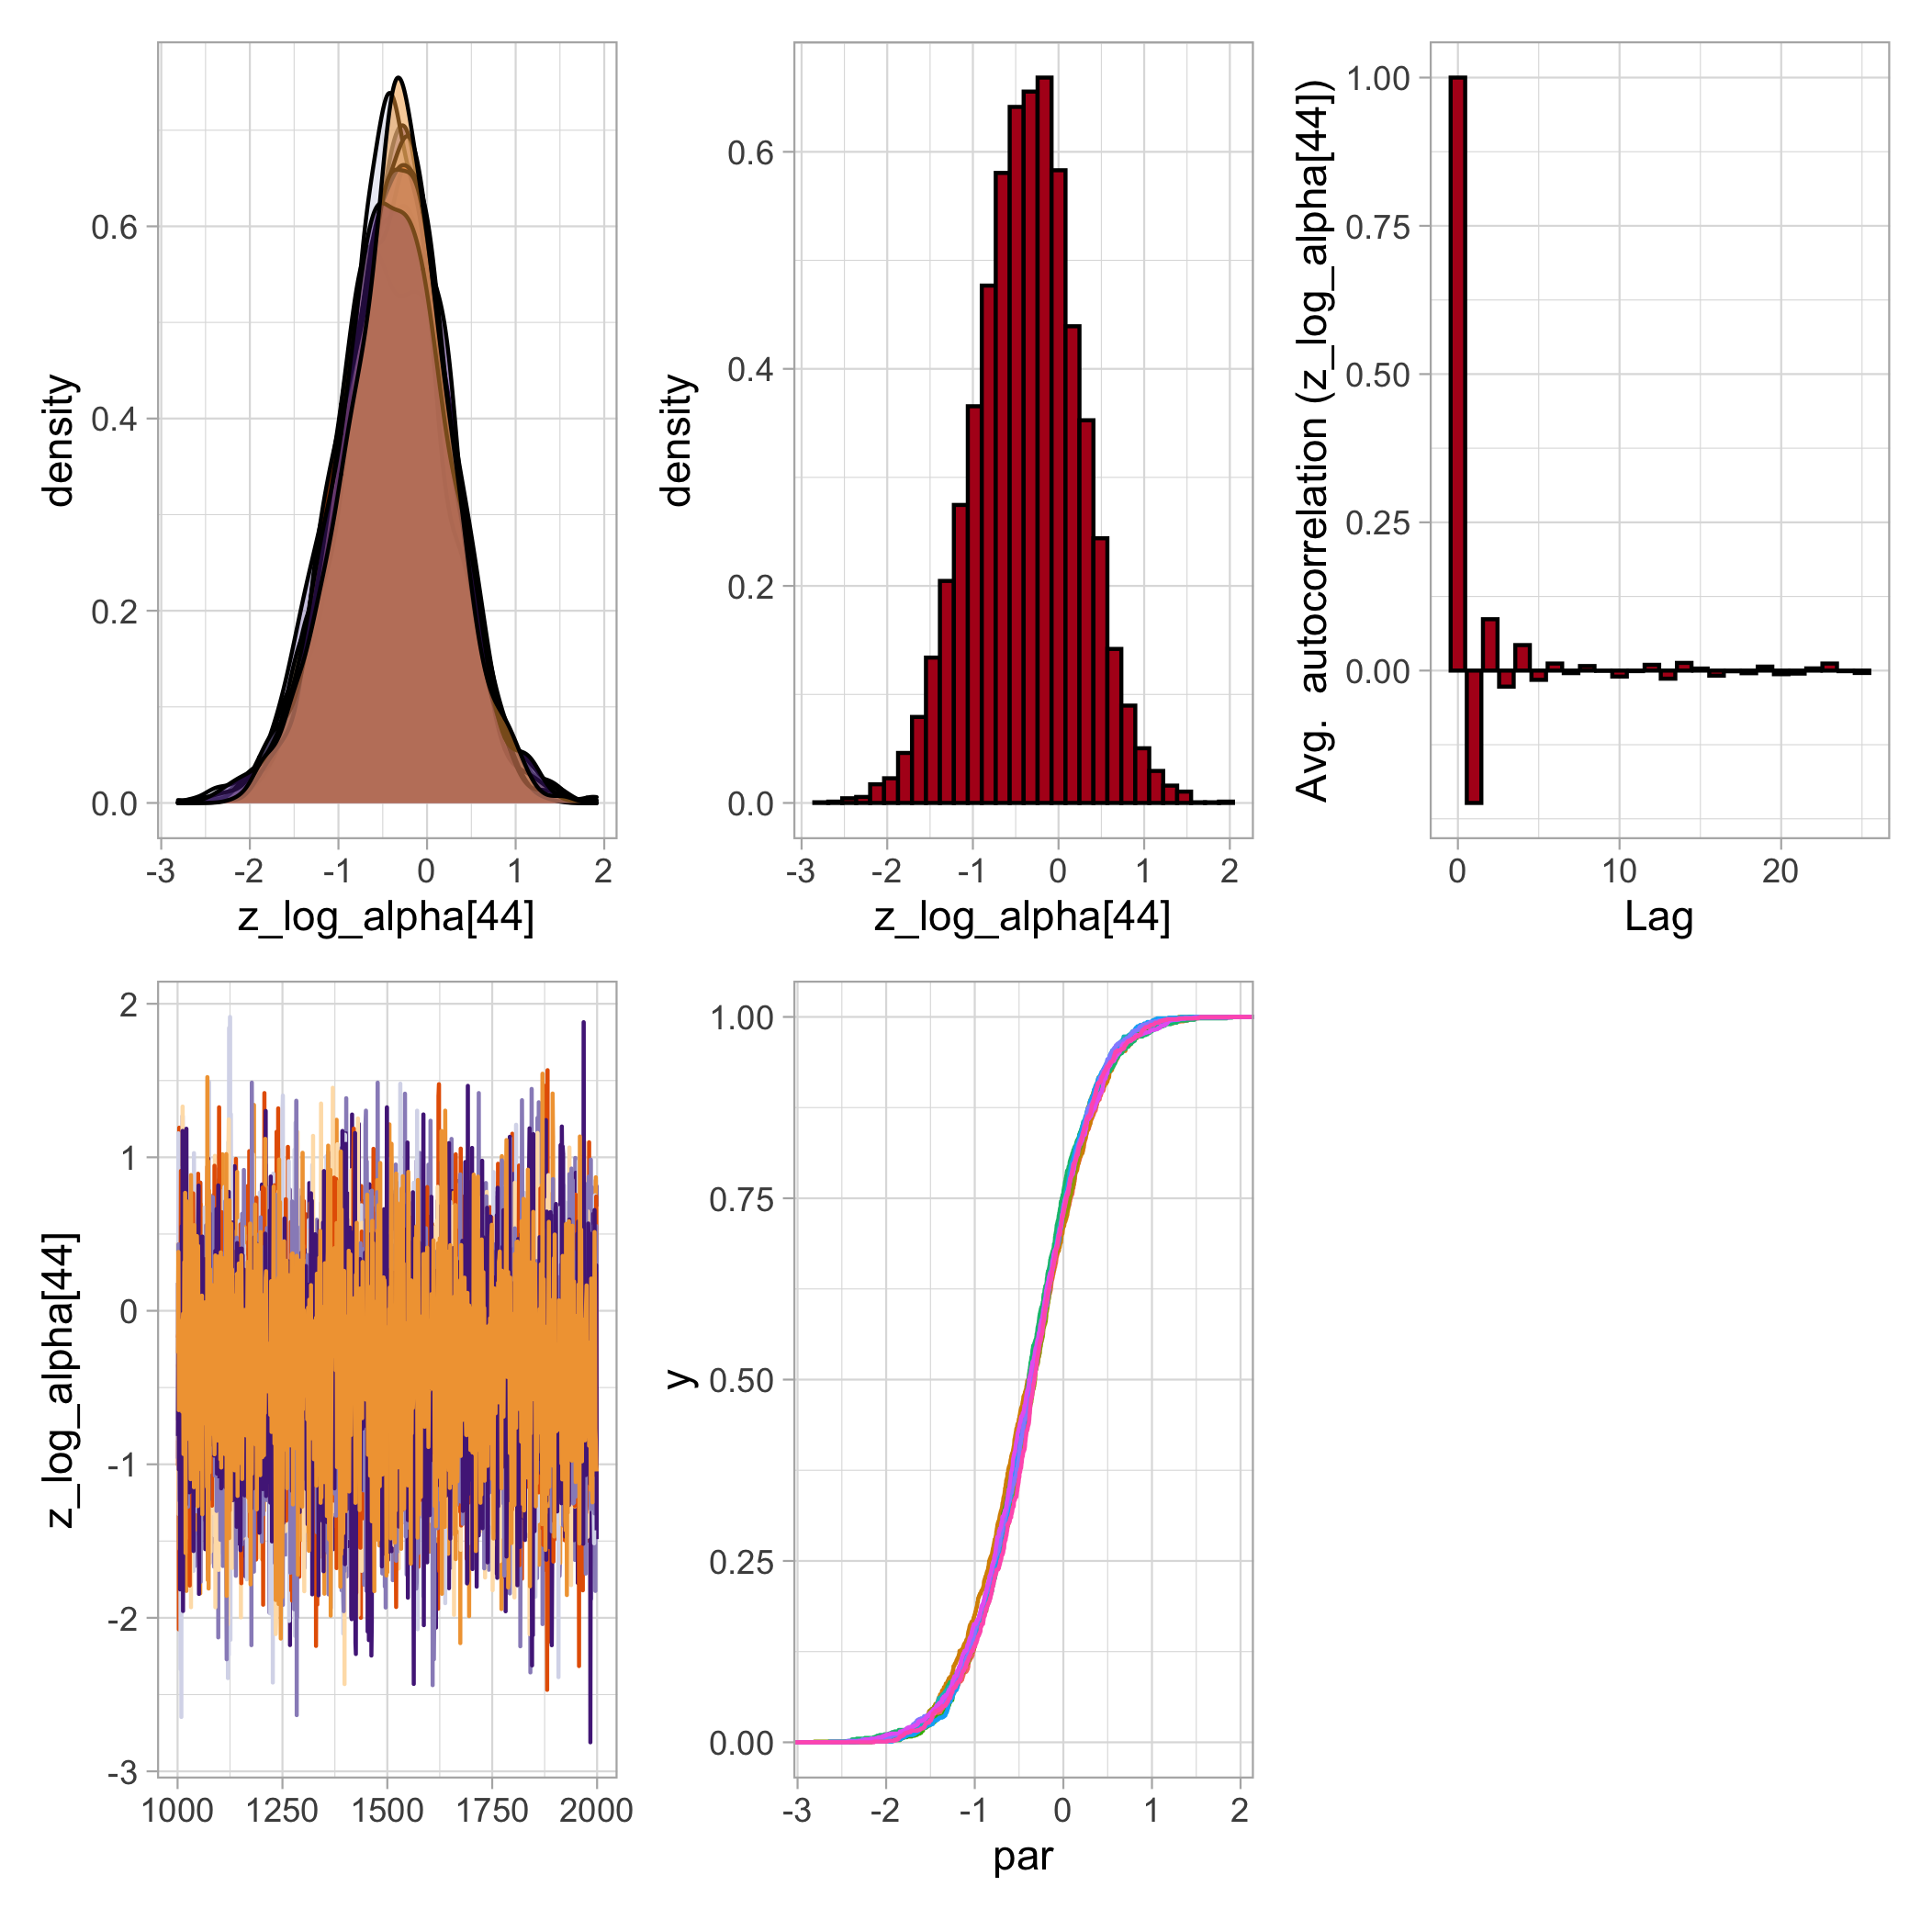 density
0.6
0.4
0.2
0.0
-3 -2 -1 0 1 2
z_log_alpha[44]
density
0.6
0.4
0.2
0.0
-3 -2 -1 0 1 2
z_log_alpha[44]
Avg. autocorrelation (z_log_alpha[44])
1.00
0.75
0.50
0.25
0.00
0 10 20
Lag
z_log_alpha[44]
2
1
0
-1
-2
-3
1000 1250 1500 1750 2000
y
1.00
0.75
0.50
0.25
0.00
-3 -2 -1 0 1 2
par